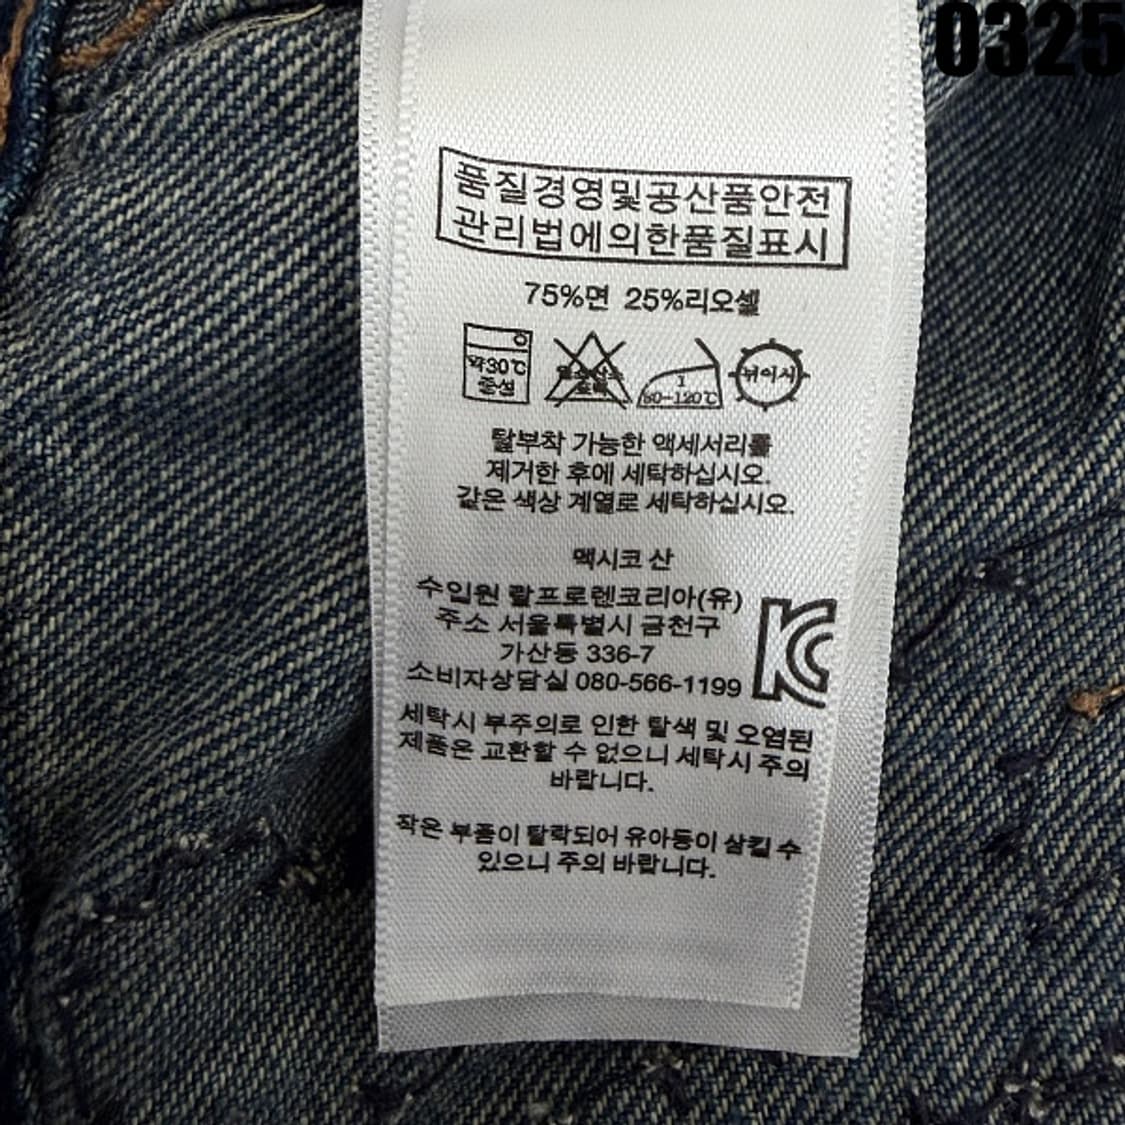 0325
품질경영및공산품안전
관리법에의한품질표시
75%면 25%리오셀
약30℃
중성
1
80-120℃
뉘이시
탈부착 가능한 액세서리를
제거한 후에 세탁하십시오.
같은 색상 계열로 세탁하십시오.
멕시코 산
수입원 랄프로렌코리아(유)
주소 서울특별시 금천구
가산동 336-7
소비자상담실 080-566-1199
세탁시 부주의로 인한 탈색 및 오염된
제품은 교환할 수 없으니 세탁시 주의
바랍니다.
작은 부품이 탈락되어 유아등이 삼킬 수
있으니 주의 바랍니다.